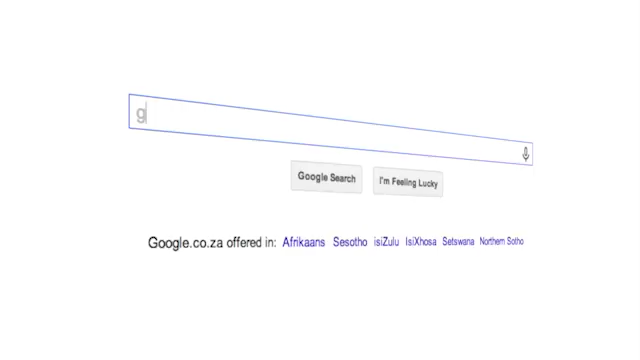 g
Google Search I'm Feeling Lucky
Google.co.za offered in: Afrikaans Sesotho isiZulu IsiXhosa Setswana Northern Sotho